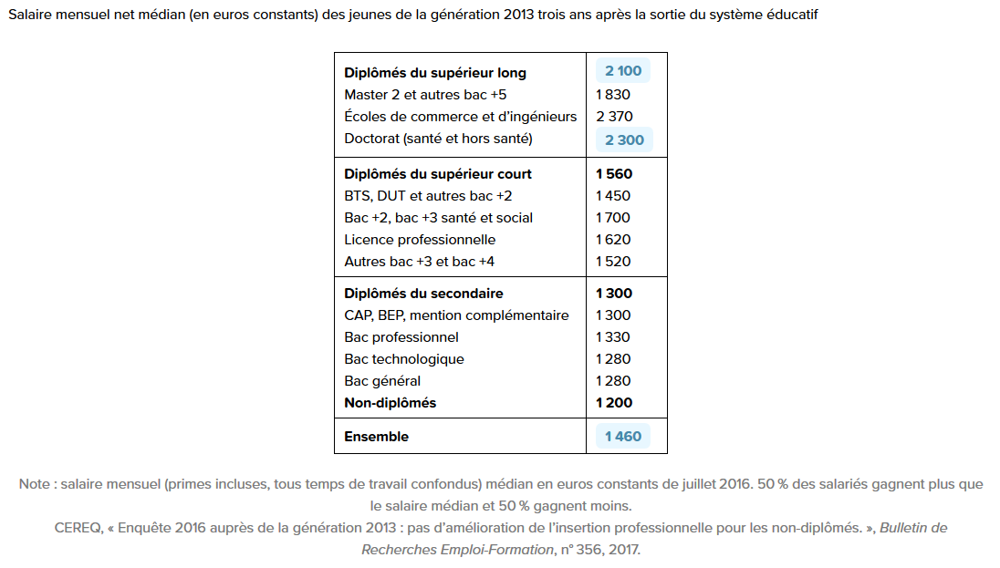 Salaire mensuel net médian (en euros constants) des jeunes de la génération 2013 trois ans après la sortie du système éducatif
Diplômés du supérieur long 2 100
Master 2 et autres bac +5 1 830
Écoles de commerce et d’ingénieurs 2 370
Doctorat (santé et hors santé) 2 300
Diplômés du supérieur court 1 560
BTS, DUT et autres bac +2 1 450
Bac +2, bac +3 santé et social 1 700
Licence professionnelle 1 620
Autres bac +3 et bac +4 1 520
Diplômés du secondaire 1 300
CAP, BEP, mention complémentaire 1 300
Bac professionnel 1 330
Bac technologique 1 280
Bac général 1 280
Non-diplômés 1 200
Ensemble 1 460
Note : salaire mensuel (primes incluses, tous temps de travail confondus) médian en euros constants de juillet 2016. 50 % des salariés gagnent plus que
le salaire médian et 50 % gagnent moins.
CEREQ, « Enquête 2016 auprès de la génération 2013 : pas d’amélioration de l’insertion professionnelle pour les non-diplômés. », Bulletin de
Recherches Emploi-Formation, n° 356, 2017.